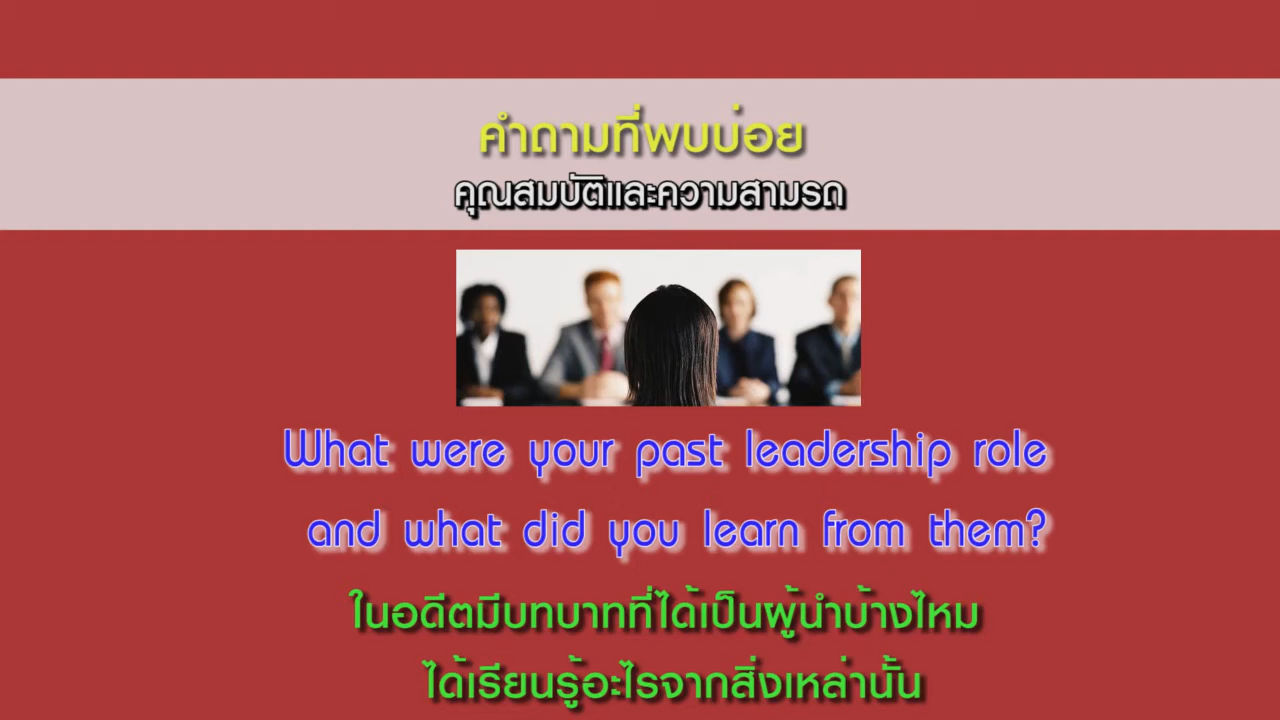 คำถามที่พบบ่อย
คุณสมบัติและความสามรถ
What were your past leadership role
and what did you learn from them?
ในอดีตมีบทบาทที่ได้เป็นผู้นำบ้างไหม
ได้เรียนรู้อะไรจากสิ่งเหล่านั้น